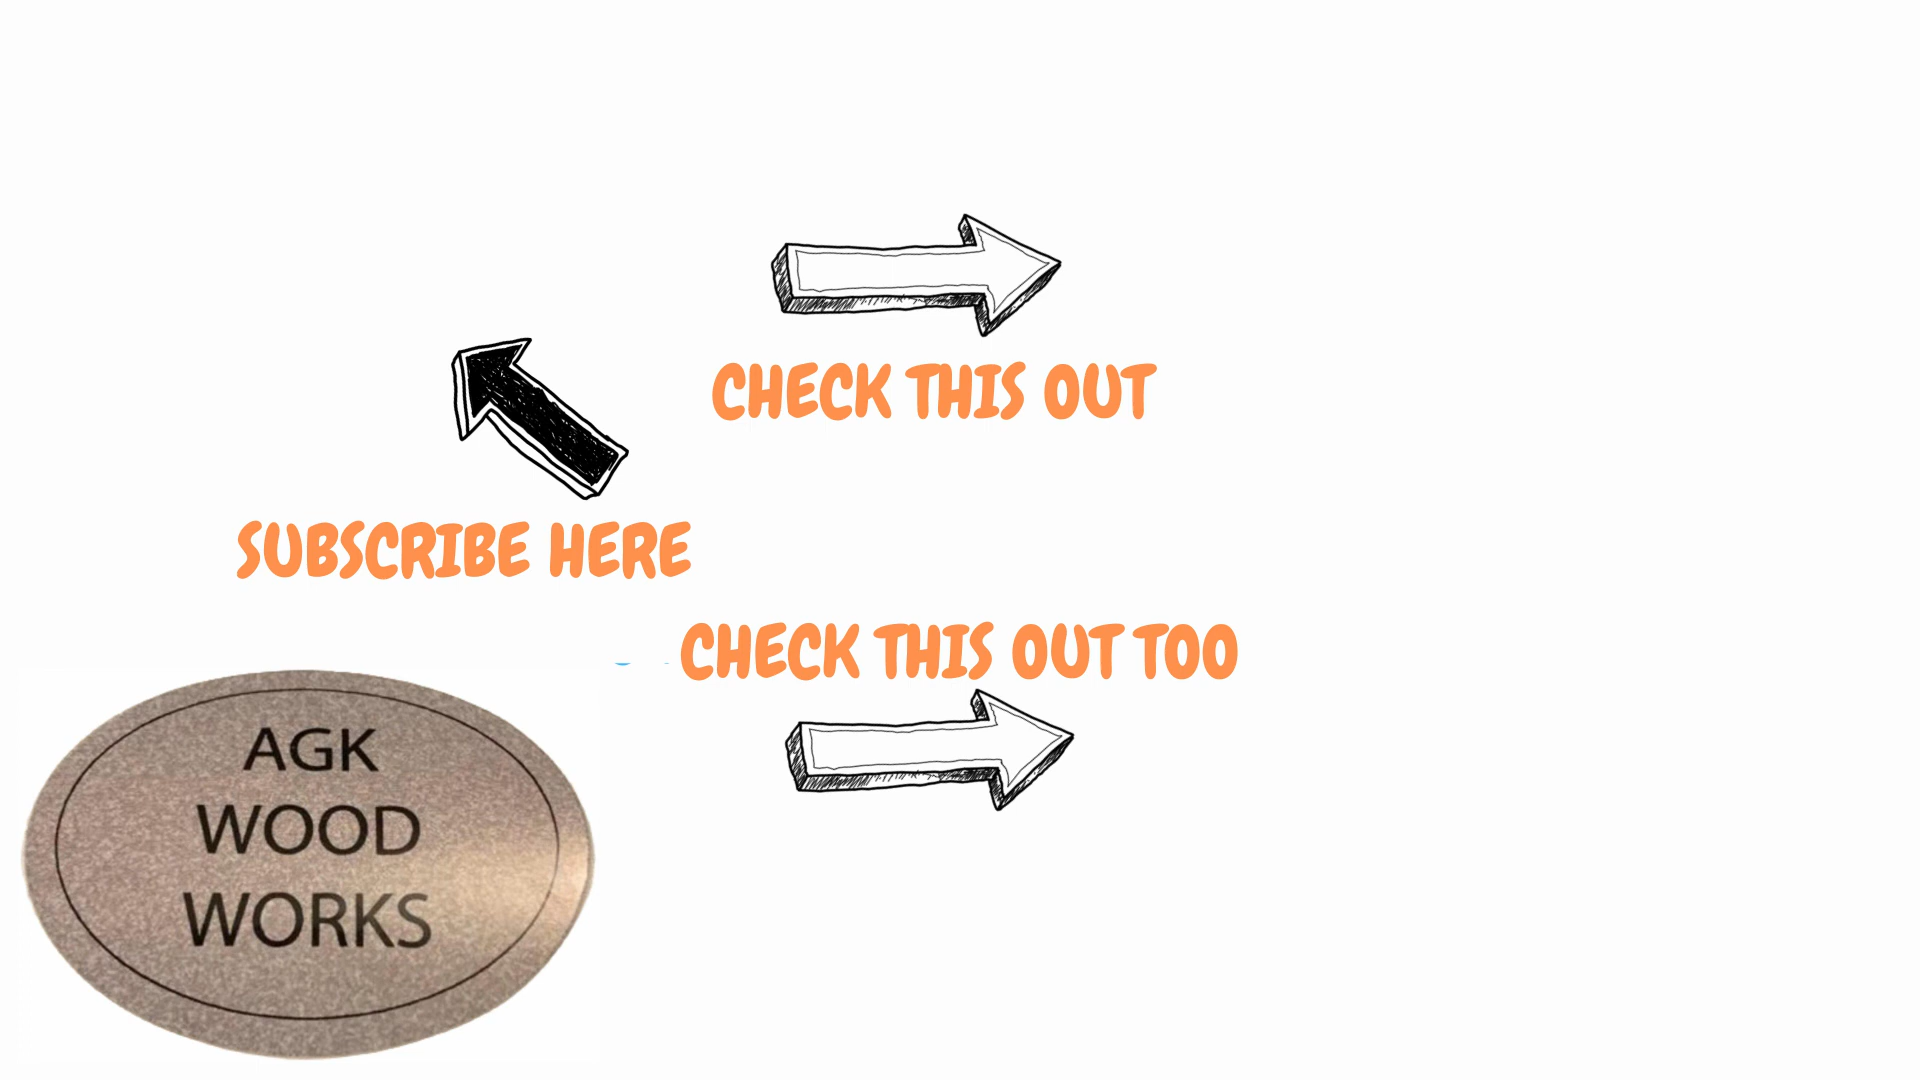 CHECK THIS OUT
SUBSCRIBE HERE
CHECK THIS OUT TOO
AGK
WOOD
WORKS